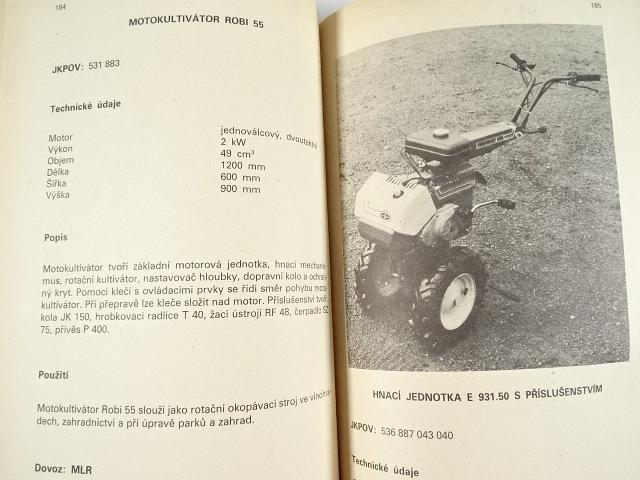 184
MOTOKULTIVÁTOR ROBI 55
JKPOV: 531 883
Technické údaje
Motor jednoválcový, dvoutaktní
Výkon 2 kW
Objem 49 cm³
Délka 1200 mm
Šířka 600 mm
Výška 900 mm
Popis
Motokultivátor tvoří základní motorová jednotka, hnací mechanis-
mus, rotační kultivátor, nastavovač hloubky, dopravní kolo a ochran-
ný kryt. Pomocí klečí s ovládacími prvky se řídí směr pohybu moto-
kultivátor. Při přepravě lze kleče složit nad motor. Příslušenství tvoří
kola JK 150, hrobkovací radlice T 40, žací ústrojí RF 48, čerpadlo SZ
75, přívěs P 400.
Použití
Motokultivátor Robi 55 slouží jako rotační okopávací stroj ve vinohra-
dech, zahradnictví a při úpravě parků a zahrad.
Dovoz: MLR
185
HNACÍ JEDNOTKA E 931.50 S PŘÍSLUŠENSTVÍM
JKPOV: 536 887 043 040
Technické údaje